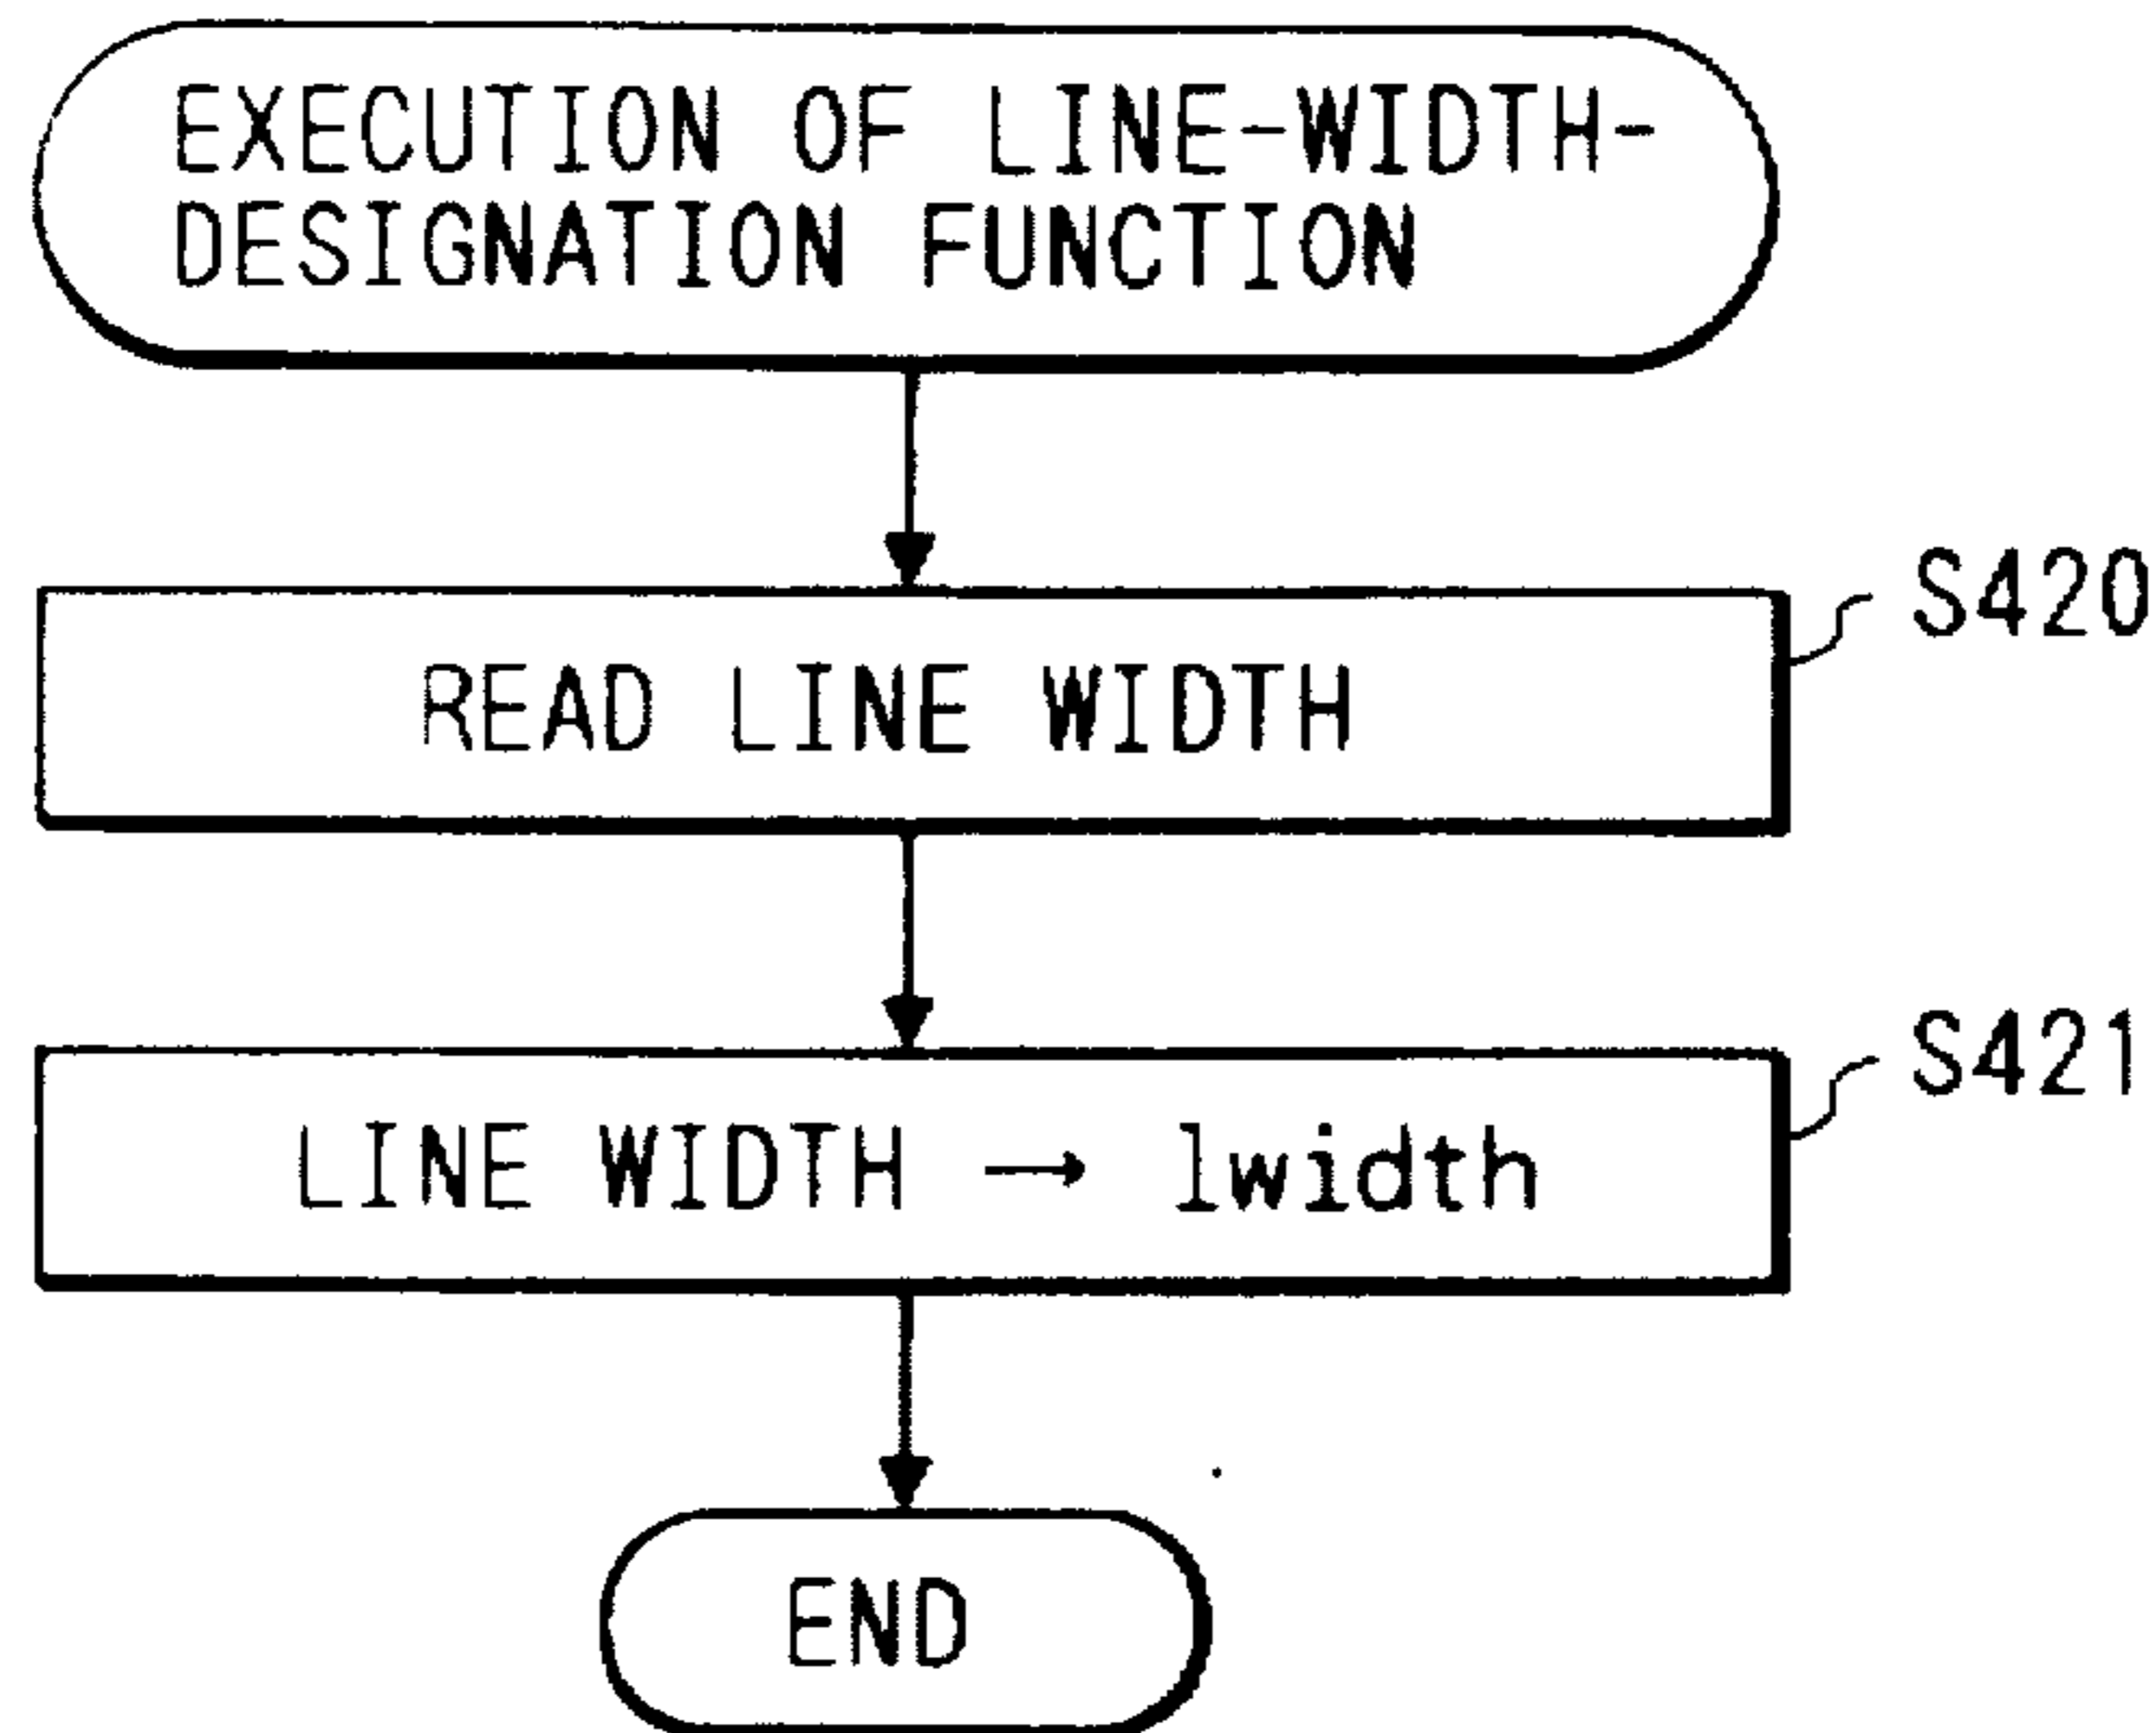 EXECUTION OF LINE-WIDTH-
DESIGNATION FUNCTION
S420
READ LINE WIDTH
S421
LINE WIDTH → lwidth
END